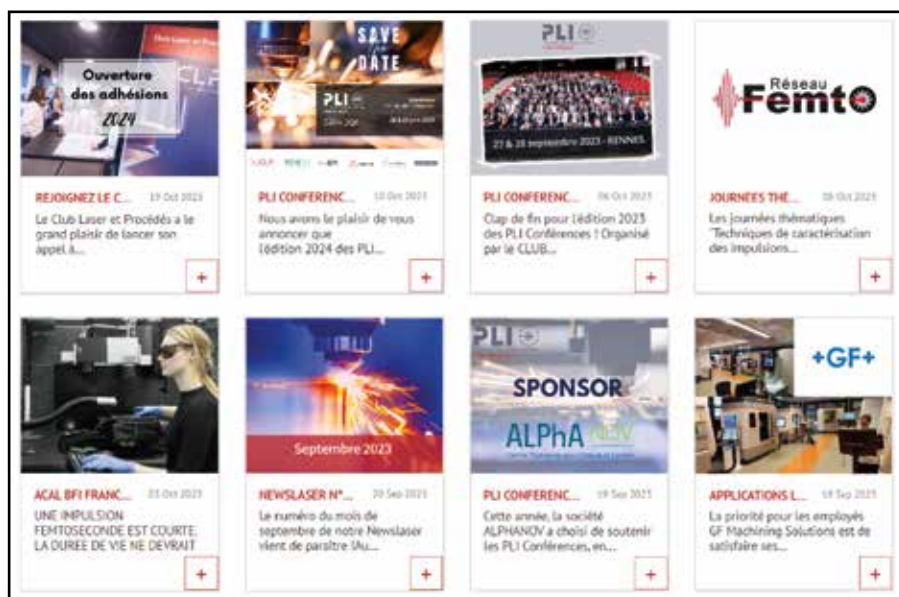 Ouverture
des adhésions
2024
REJOIGNEZ LE C... 19 Oct 2023
Le Club Laser et Procédés a le
grand plaisir de lancer son
appel à...
+
SAVE
the
DATE
PLI
PLI CONFERENC... 12 Oct 2023
Nous avons le plaisir de vous
annoncer que
l'édition 2024 des PLI...
+
PLI
27 & 28 septembre 2023 - RENNES
PLI CONFERENC... 06 Oct 2023
Clap de fin pour l'édition 2023
des PLI Conférences ! Organisé
par le CLUB...
+
Réseau
Femto
JOURNÉES THÉ... Oct 2023
Les journées thématiques
"Techniques de caractérisation
des impulsions...
+
ACAL BFI FRANC... 03 Oct 2023
UNE IMPULSION
FEMTOSECONDE EST COURTE,
LA DUREE DE VIE NE DEVRAIT
+
Septembre 2023
NEWSLASER N°... 20 Sep 2023
Le numéro du mois de
septembre de notre Newslaser
vient de paraître !Au...
+
PLI
SPONSOR
ALPhANOV
PLI CONFERENC... 19 Sep 2023
Cette année, la société
ALPHANOV a choisi de soutenir
les PLI Conférences, en...
+
+GF+
APPLICATIONS L... 19 Sep 2023
La priorité pour les employés
GF Machining Solutions est de
satisfaire ses...
+